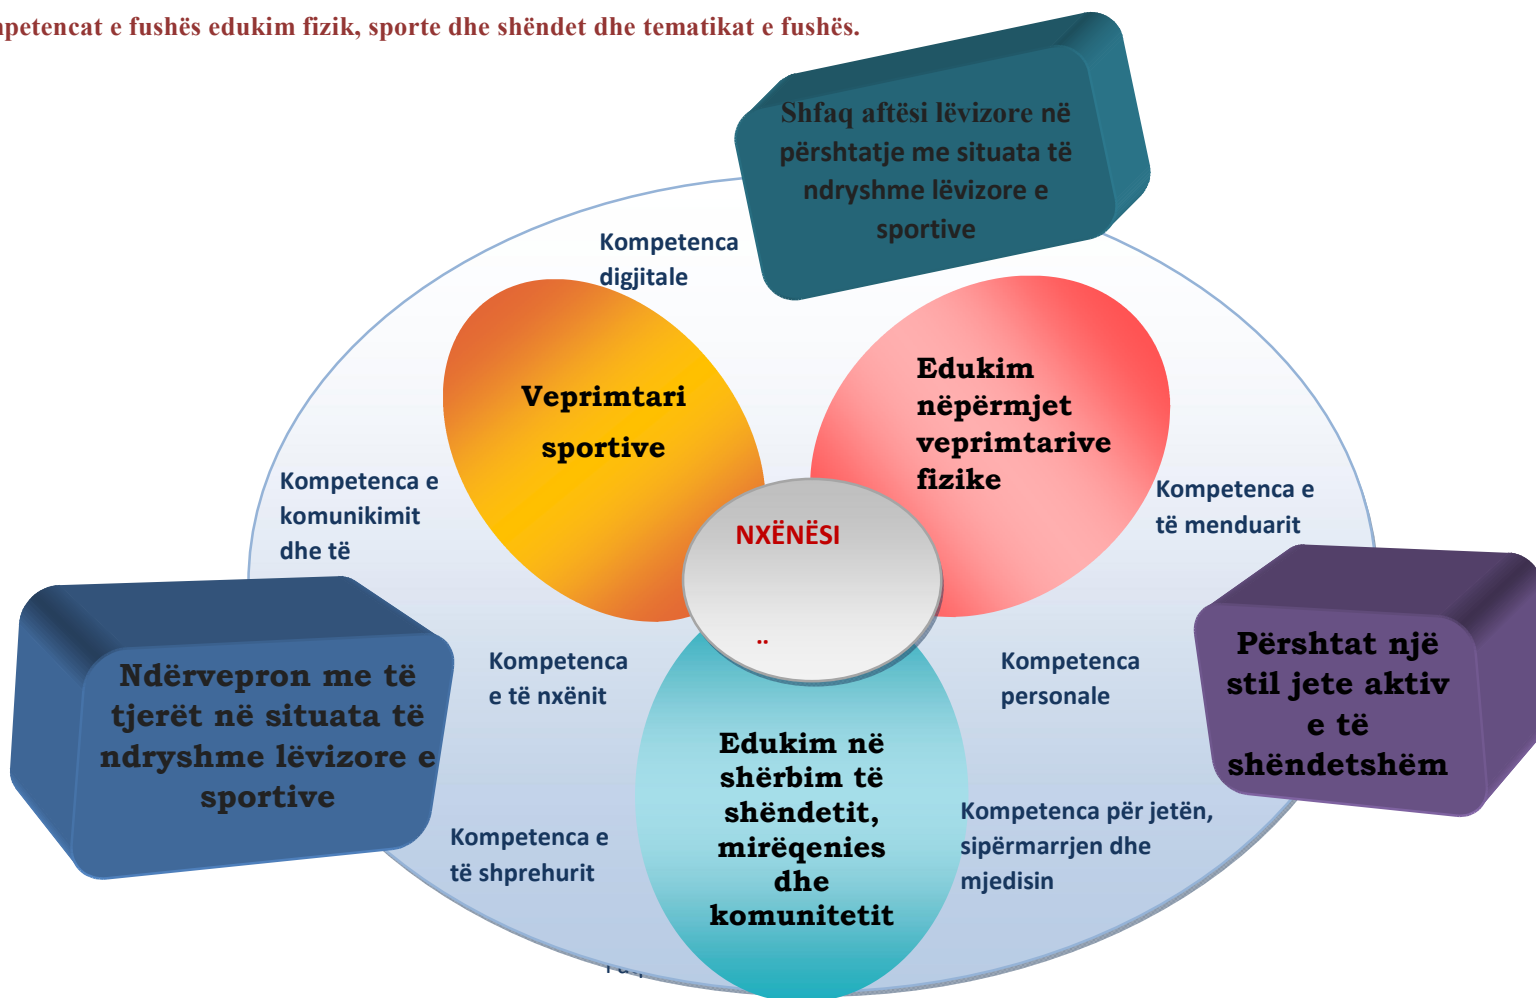 petencat e fushës edukim fizik, sporte dhe shëndet dhe tematikat e fushës.
Shfaq aftësi lëvizore në
përshtatje me situata të
ndryshme lëvizore e
sportive
Kompetenca
digjitale
Veprimtari
sportive
Edukim
nëpërmjet
veprimtarive
fizike
Kompetenca e
komunikimit
dhe të
Kompetenca e
të menduarit
NXËNËSI
..
Ndërvepron me të
tjerët në situata të
ndryshme lëvizore e
sportive
Kompetenca
e të nxënit
Kompetenca
personale
Përshtat një
stil jete aktiv
e të
shëndetshëm
Edukim në
shërbim të
shëndetit,
mirëqenies
dhe
komunitetit
Kompetenca e
të shprehurit
Kompetenca për jetën,
sipërmarrjen dhe
mjedisin